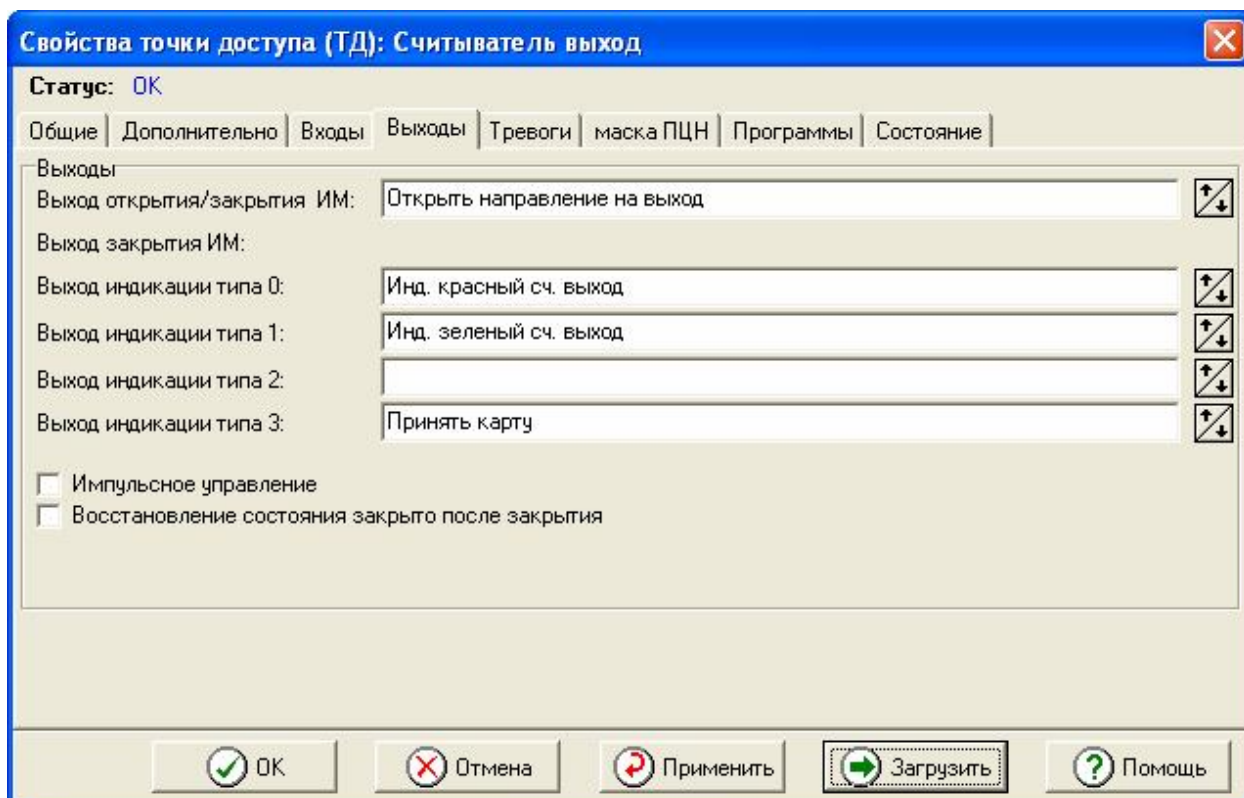 Свойства точки доступа (ТД): Считыватель выход
Статус: ОК
Общие Дополнительно Входы Выходы Тревоги маска ПЦН Программы Состояние
Выходы
Выход открытия/закрытия ИМ: Открыть направление на выход
Выход закрытия ИМ:
Выход индикации типа 0: Инд. красный сч. выход
Выход индикации типа 1: Инд. зеленый сч. выход
Выход индикации типа 2:
Выход индикации типа 3: Принять карту
Импульсное управление
Восстановление состояния закрыто после закрытия
ОК Отмена Применить Загрузить Помощь